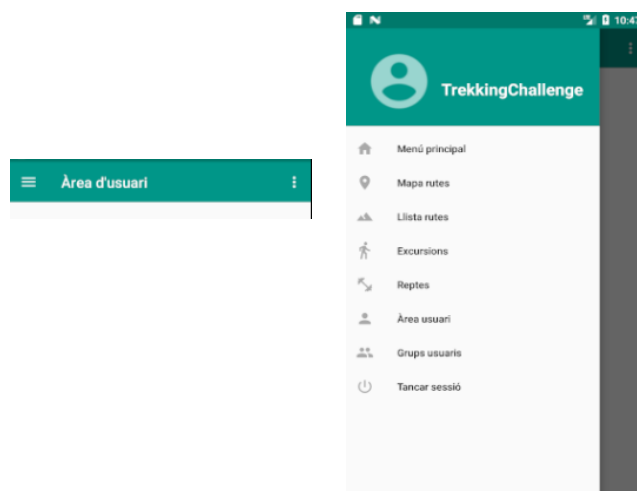 Àrea d'usuari
10:47
TrekkingChallenge
Menú principal
Mapa rutes
Llista rutes
Excursions
Reptes
Àrea usuari
Grups usuaris
Tancar sessió